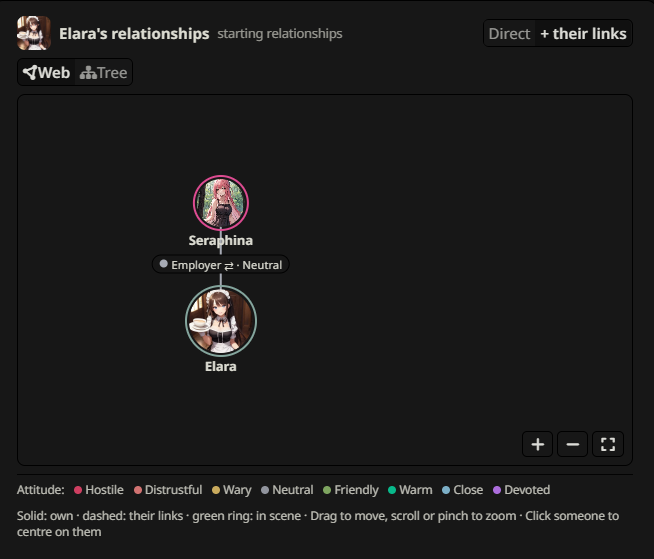 Elara's relationships starting relationships
Direct + their links
Web Tree
Seraphina
Employer ⇄ · Neutral
Elara
+ −
Attitude: Hostile Distrustful Wary Neutral Friendly Warm Close Devoted
Solid: own · dashed: their links · green ring: in scene · Drag to move, scroll or pinch to zoom · Click someone to
centre on them